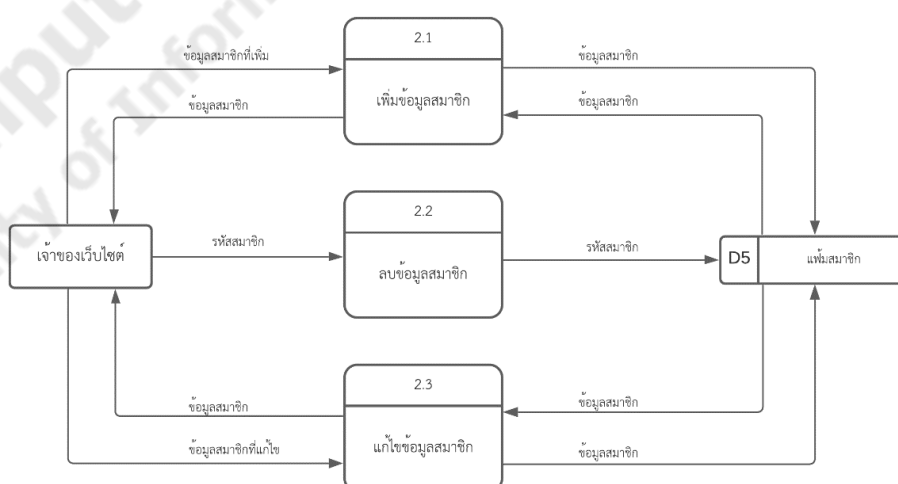 2.1
ข้อมูลสมาชิกที่เพิ่ม
ข้อมูลสมาชิก
เพิ่มข้อมูลสมาชิก
ข้อมูลสมาชิก
ข้อมูลสมาชิก
2.2
เจ้าของเว็บไซต์
รหัสสมาชิก
ลบข้อมูลสมาชิก
รหัสสมาชิก
D5
แฟ้มสมาชิก
2.3
ข้อมูลสมาชิก
ข้อมูลสมาชิก
แก้ไขข้อมูลสมาชิก
ข้อมูลสมาชิกที่แก้ไข
ข้อมูลสมาชิก